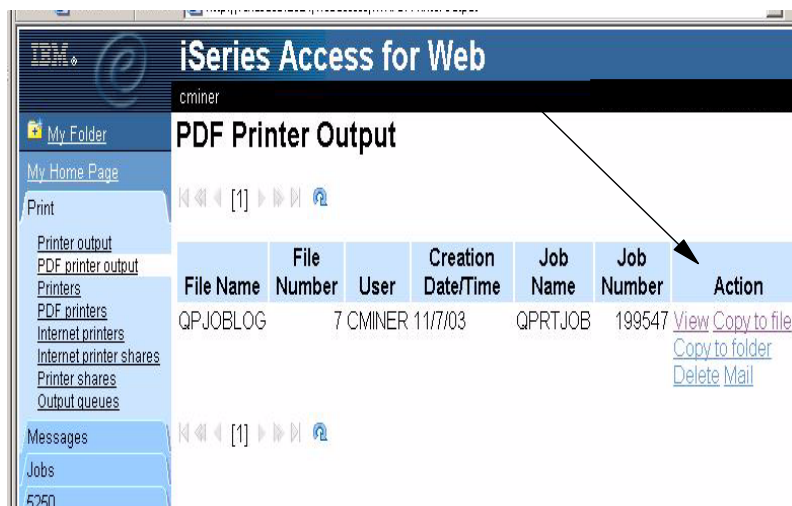 IBM®
iSeries Access for Web
cminer
My Folder
My Home Page
Print
Printer output
PDF printer output
Printers
PDF printers
Internet printers
Internet printer shares
Printer shares
Output queues
Messages
Jobs
5250
PDF Printer Output
[1]
File Name File Number User Creation Date/Time Job Name Job Number Action
QPJOBLOG 7 CMINER 11/7/03 QPRTJOB 199547 View Copy to file
Copy to folder
Delete Mail
[1]